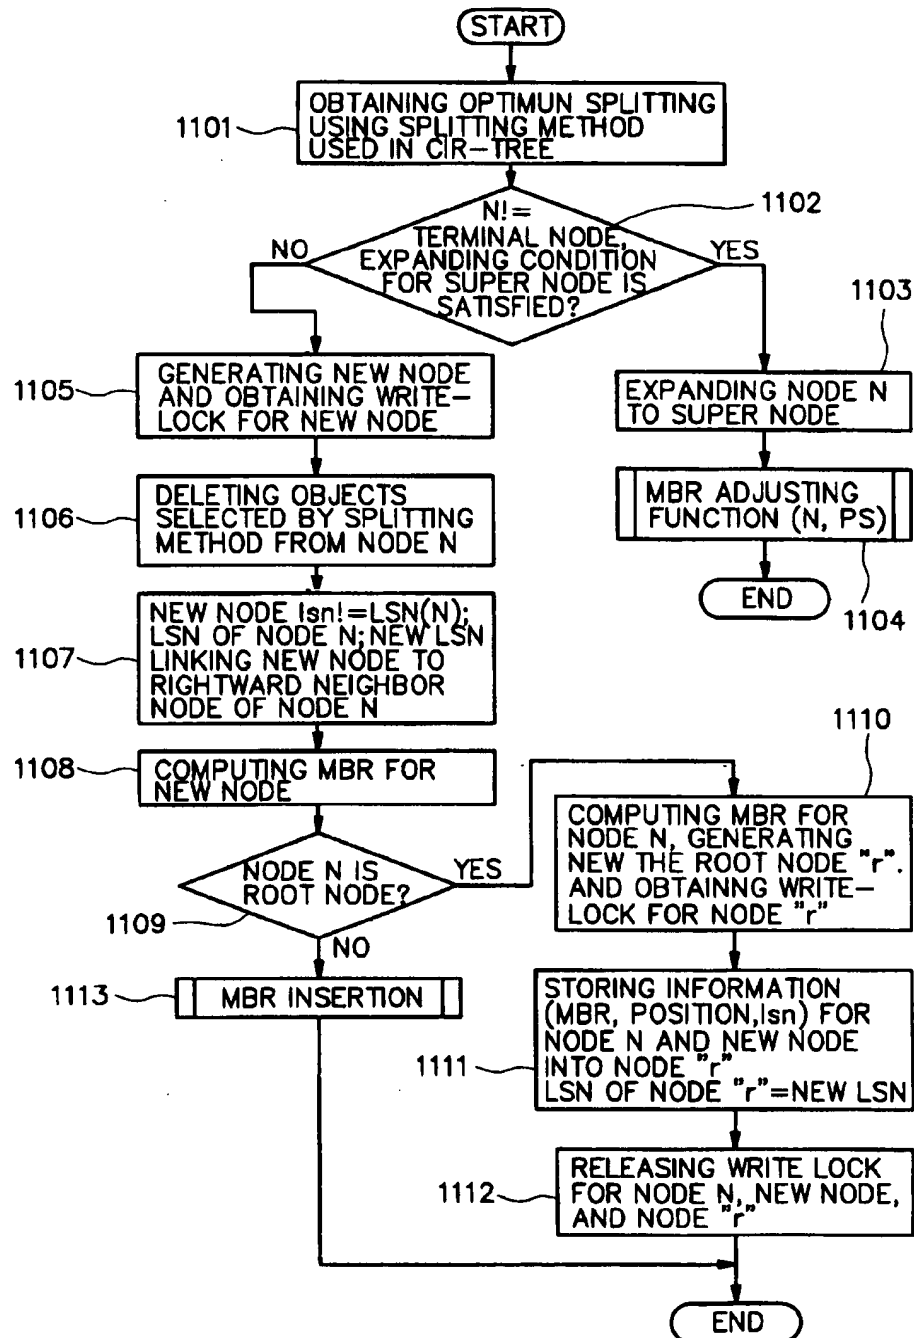 START
1101
OBTAINING OPTIMUN SPLITTING
USING SPLITTING METHOD
USED IN CIR-TREE
1102
N!=
TERMINAL NODE,
EXPANDING CONDITION
FOR SUPER NODE IS
SATISFIED?
NO
YES
1103
EXPANDING NODE N
TO SUPER NODE
MBR ADJUSTING
FUNCTION (N, PS)
1104
END
1105
GENERATING NEW NODE
AND OBTAINING WRITE-
LOCK FOR NEW NODE
1106
DELETING OBJECTS
SELECTED BY SPLITTING
METHOD FROM NODE N
1107
NEW NODE lsn!=LSN(N);
LSN OF NODE N;NEW LSN
LINKING NEW NODE TO
RIGHTWARD NEIGHBOR
NODE OF NODE N
1108
COMPUTING MBR FOR
NEW NODE
NODE N IS
ROOT NODE?
1109
YES
NO
1110
COMPUTING MBR FOR
NODE N, GENERATING
NEW THE ROOT NODE "r".
AND OBTAINNG WRITE-
LOCK FOR NODE "r"
1113
MBR INSERTION
1111
STORING INFORMATION
(MBR, POSITION,lsn) FOR
NODE N AND NEW NODE
INTO NODE "r"
LSN OF NODE "r"=NEW LSN
1112
RELEASING WRITE LOCK
FOR NODE N, NEW NODE,
AND NODE "r"
END